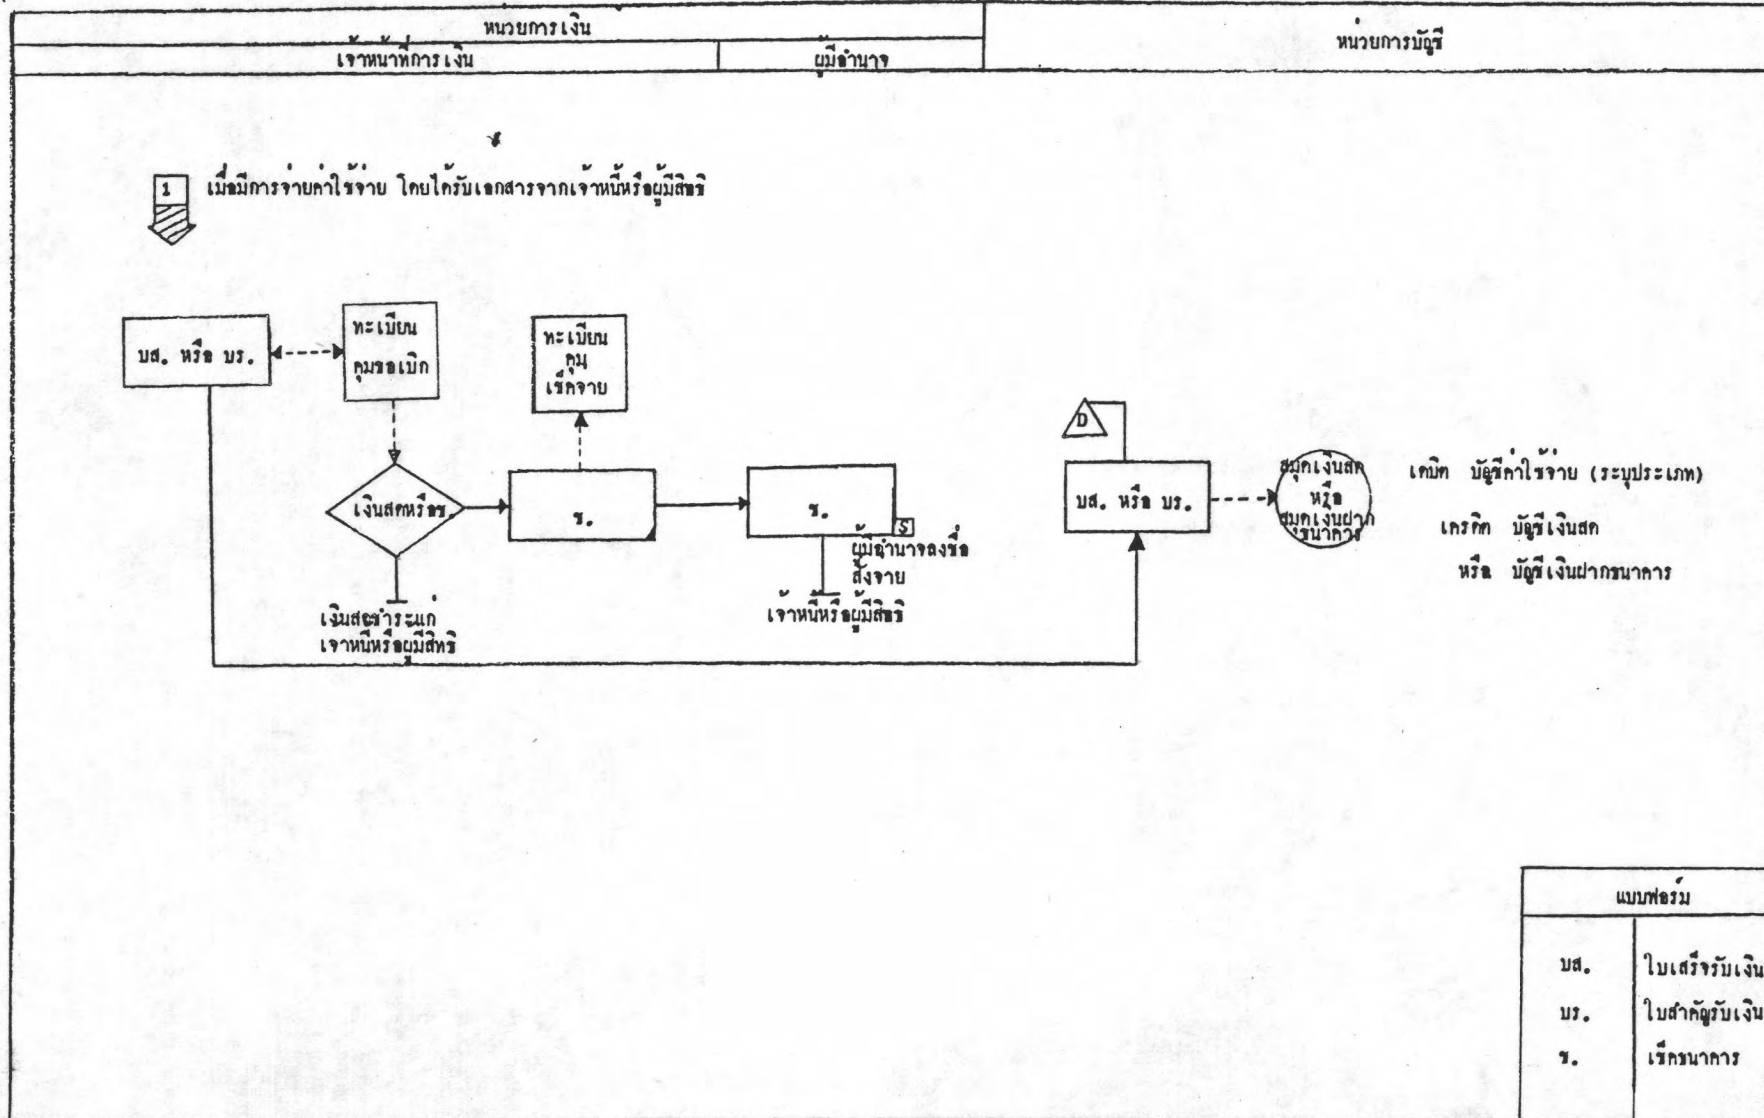 หน่วยการเงิน
หน่วยการบัญชี
เจ้าหน้าที่การเงิน
ผู้มีอำนาจ
1
เมื่อมีการจ่ายค่าใช้จ่าย โดยได้รับเอกสารจากเจ้าหนี้หรือผู้มีสิทธิ
บส. หรือ บร.
ทะเบียน
คุมขอเบิก
ทะเบียน
คุม
เช็คจ่าย
เงินสดหรือช.
ช.
ช.
S
ผู้มีอำนาจลงชื่อ
สั่งจ่าย
เจ้าหนี้หรือผู้มีสิทธิ
เงินสดชำระแก่
เจ้าหนี้หรือผู้มีสิทธิ
D
บส. หรือ บร.
สมุดเงินสด
หรือ
สมุดเงินฝาก
ธนาคาร
เดบิต บัญชีค่าใช้จ่าย (ระบุประเภท)
เครดิต บัญชีเงินสด
หรือ บัญชีเงินฝากธนาคาร
แบบฟอร์ม
บส. ใบเสร็จรับเงิน
บร. ใบสำคัญรับเงิน
ช. เช็คธนาคาร